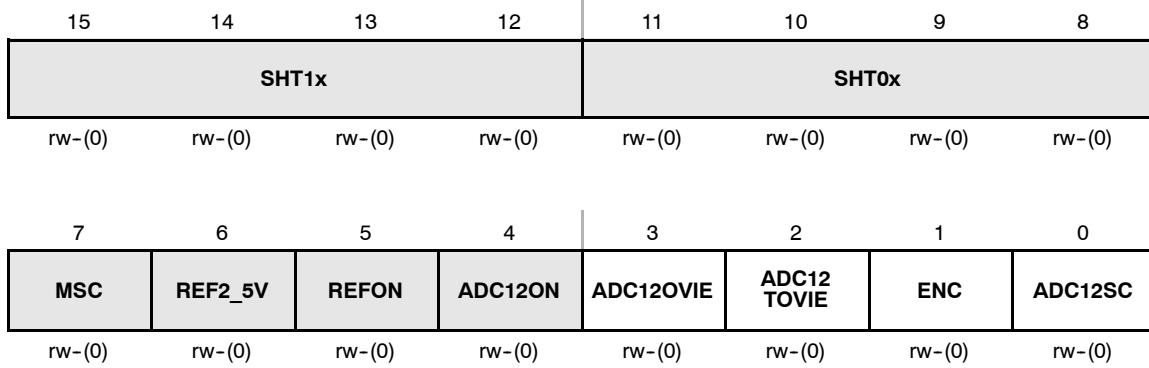 15 14 13 12 11 10 9 8
SHT1x SHT0x
rw-(0) rw-(0) rw-(0) rw-(0) rw-(0) rw-(0) rw-(0) rw-(0)
7 6 5 4 3 2 1 0
MSC REF2_5V REFON ADC12ON ADC12OVIE ADC12 TOVIE ENC ADC12SC
rw-(0) rw-(0) rw-(0) rw-(0) rw-(0) rw-(0) rw-(0) rw-(0)